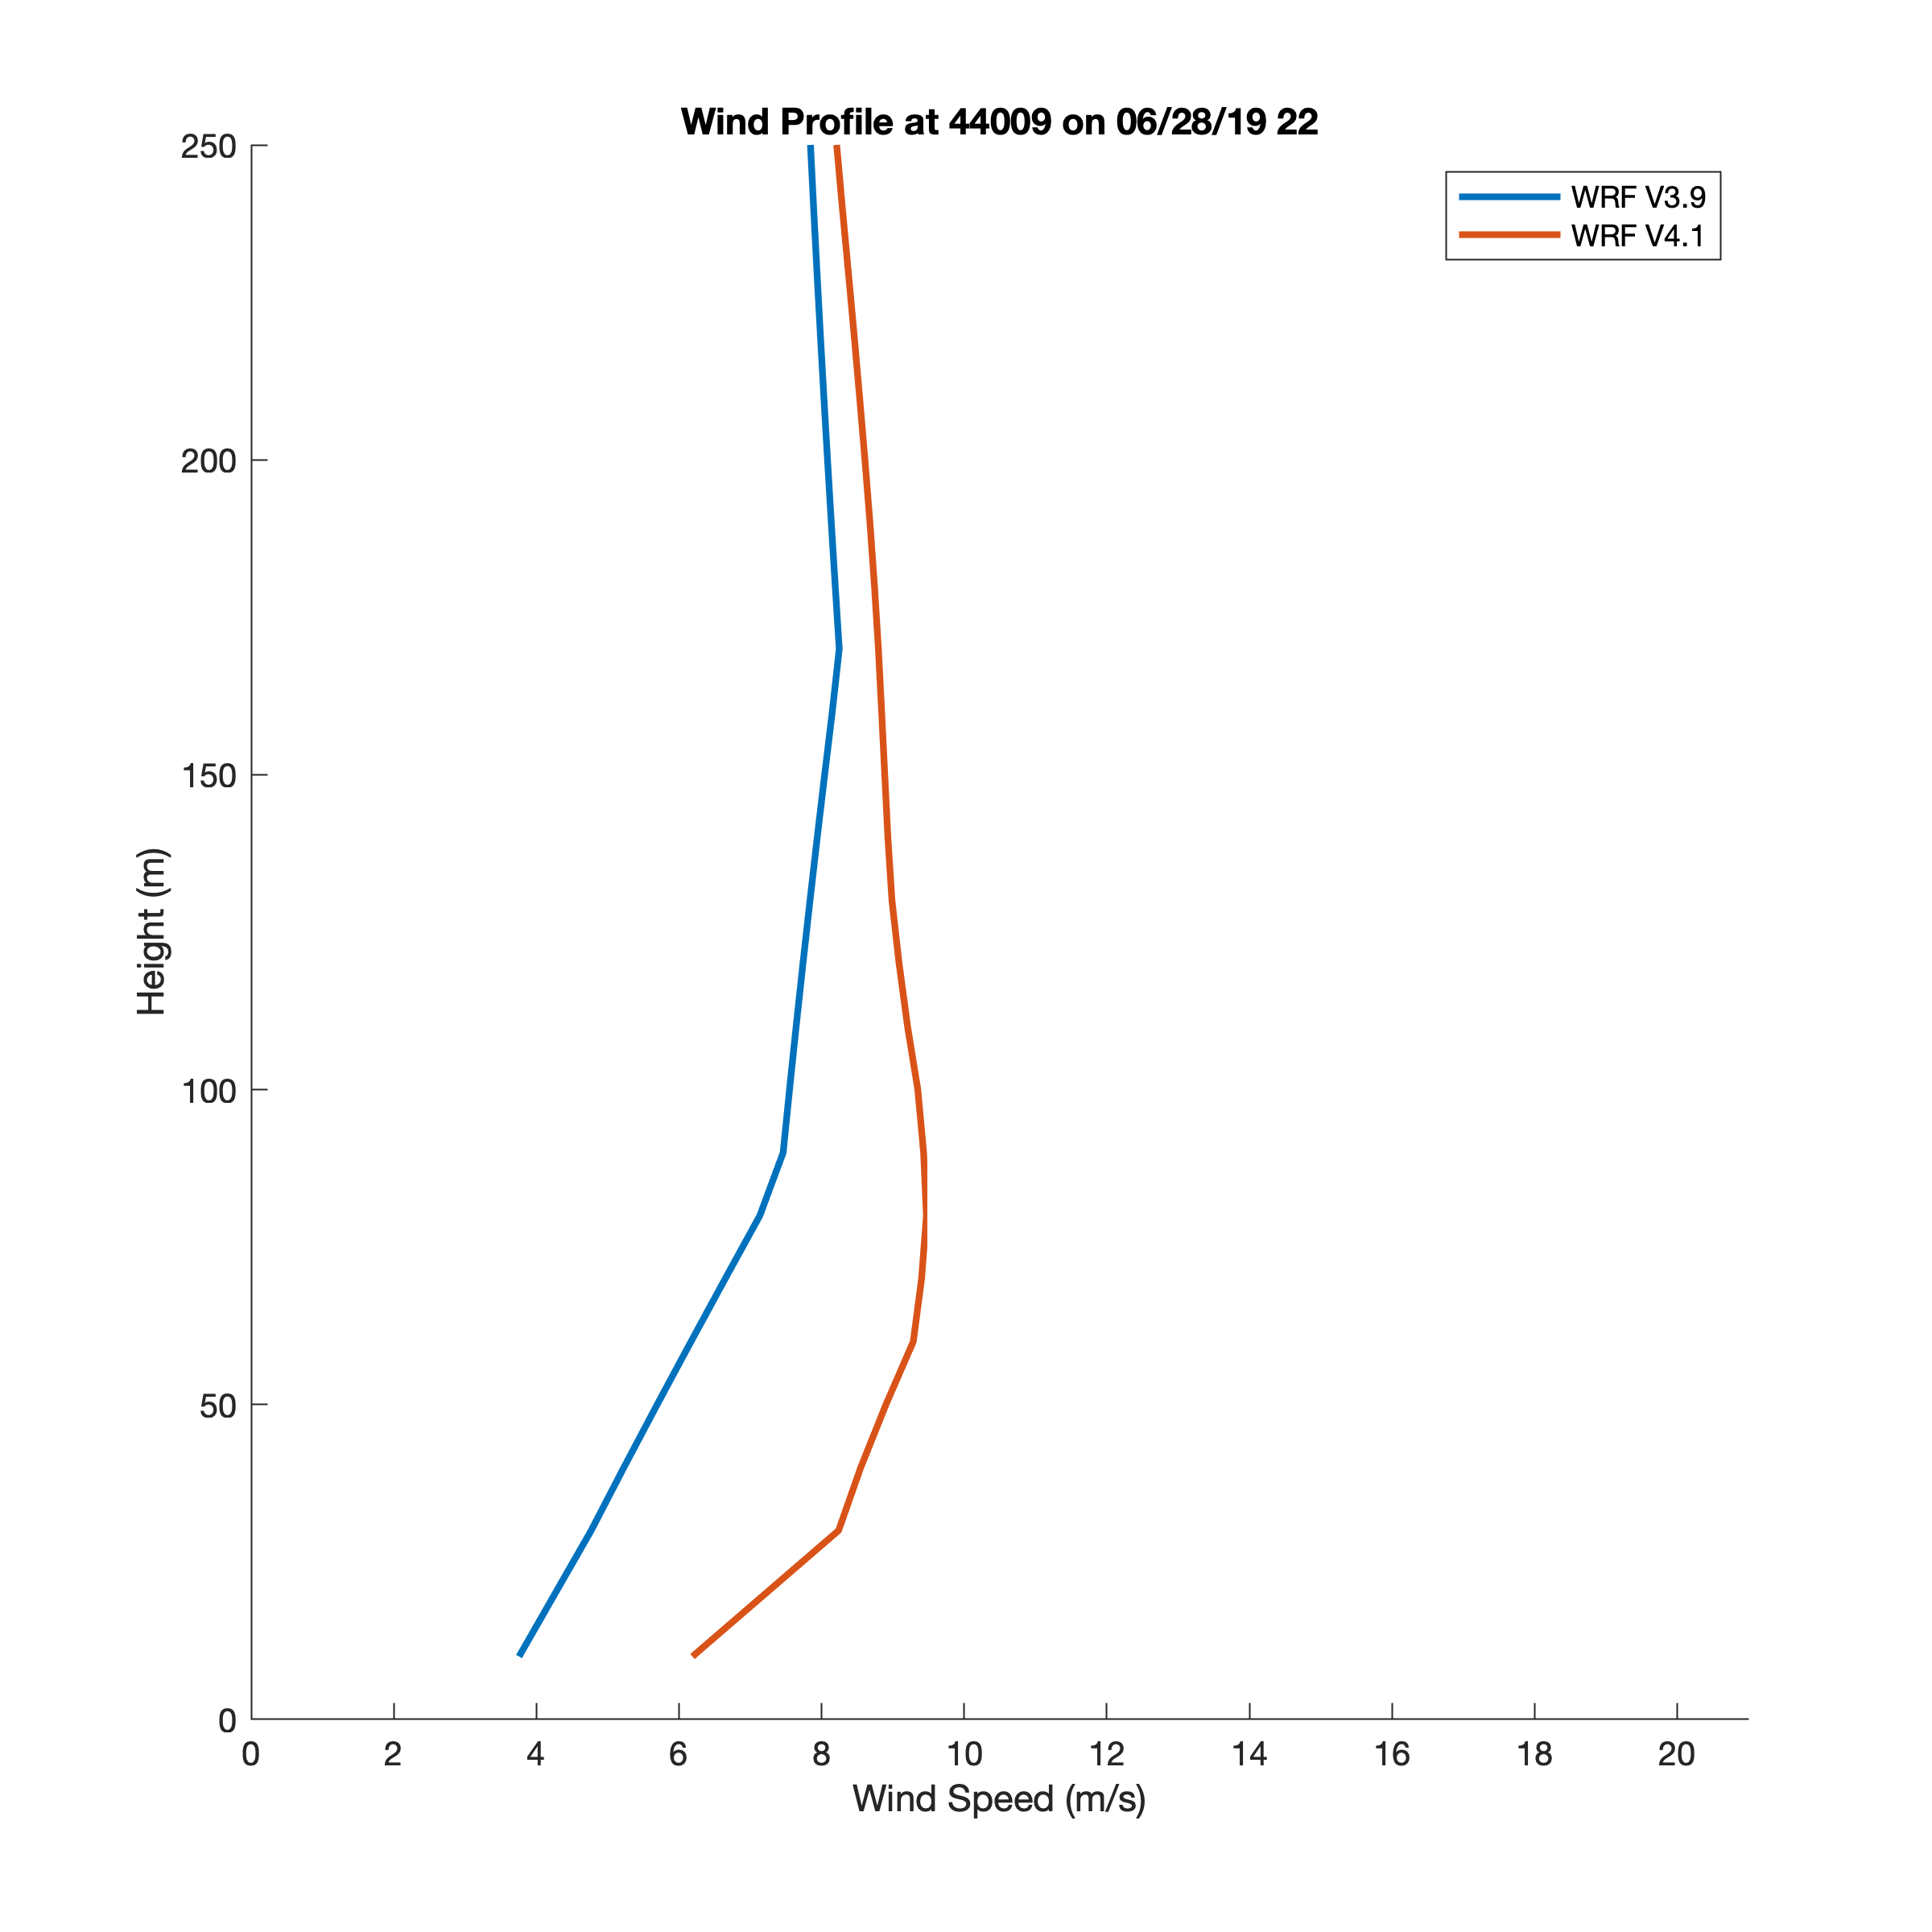 Wind Profile at 44009 on 06/28/19 22
250
200
150
100
50
0
Height (m)
WRF V3.9
WRF V4.1
0 2 4 6 8 10 12 14 16 18 20
Wind Speed (m/s)